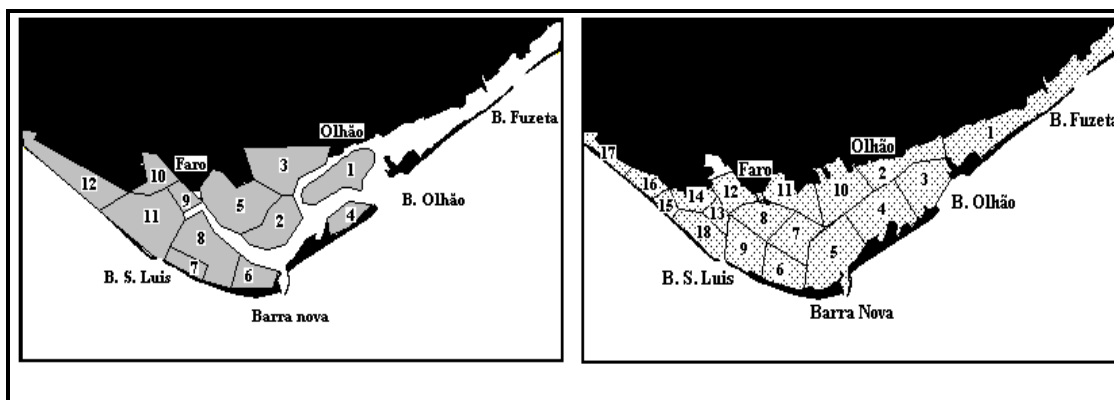 B. Fuzeta
Olhão
3
1
Faro
10
12
9
5
2
4
B. Olhão
11
8
7
6
B. S. Luis
Barra nova
B. Fuzeta
1
Olhão
2
3
17
16
Faro
14
12
11
10
15
13
8
4
B. Olhão
18
7
9
5
6
B. S. Luis
Barra Nova